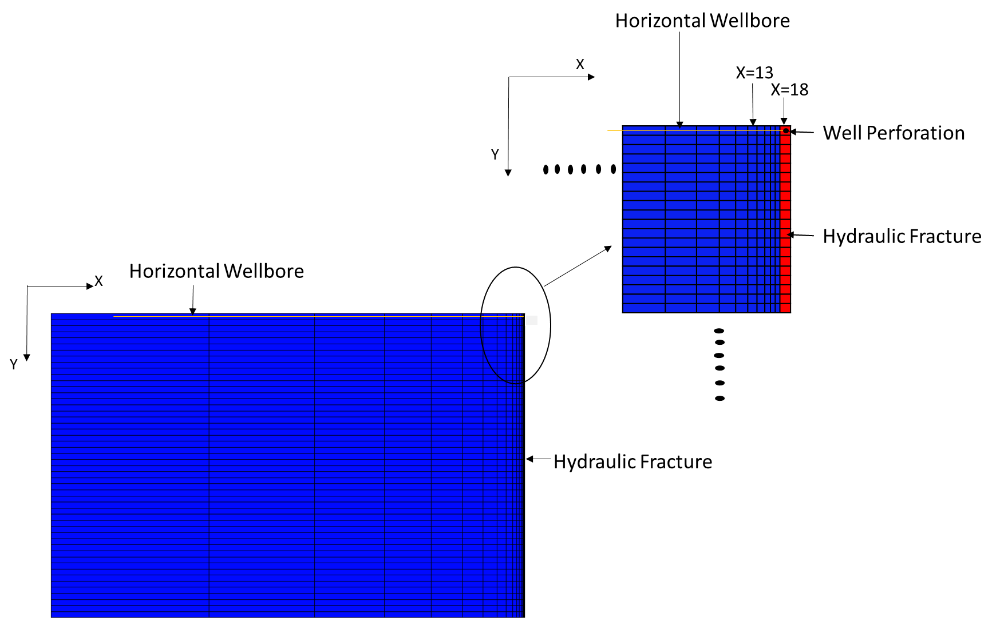 Horizontal Wellbore
X
X=13
X=18
Well Perforation
Y
Hydraulic Fracture
Horizontal Wellbore
X
Y
Hydraulic Fracture